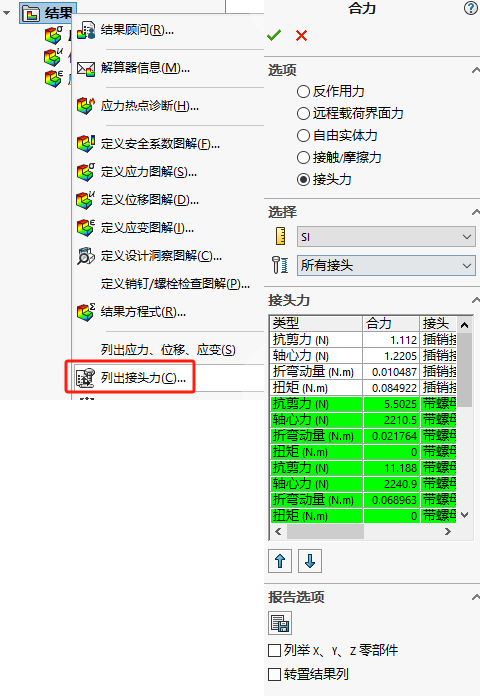 结果
结果顾问(R)...
解算器信息(M)...
应力热点诊断(H)...
定义安全系数图解(F)...
定义应力图解(S)...
定义位移图解(D)...
定义应变图解(I)...
定义设计洞察图解(C)...
定义销钉/螺栓检查图解(P)...
结果方程式(R)...
列出应力、位移、应变(S)
列出接头力(C)...
合力
选项
反作用力
远程载荷界面力
自由实体力
接触/摩擦力
接头力
选择
SI
所有接头
接头力
类型 合力 接头
抗剪力 (N) 1.112 插销接
轴心力 (N) 1.2205 插销接
折弯动量 (N.m) 0.010487 插销接
扭矩 (N.m) 0.084922 插销接
抗剪力 (N) 5.5025 带螺母
轴心力 (N) 2210.5 带螺母
折弯动量 (N.m) 0.021764 带螺母
扭矩 (N.m) 0 带螺母
抗剪力 (N) 11.188 带螺母
轴心力 (N) 2240.9 带螺母
折弯动量 (N.m) 0.068963 带螺母
扭矩 (N.m) 0 带螺母
报告选项
列举 X、Y、Z 零部件
转置结果列